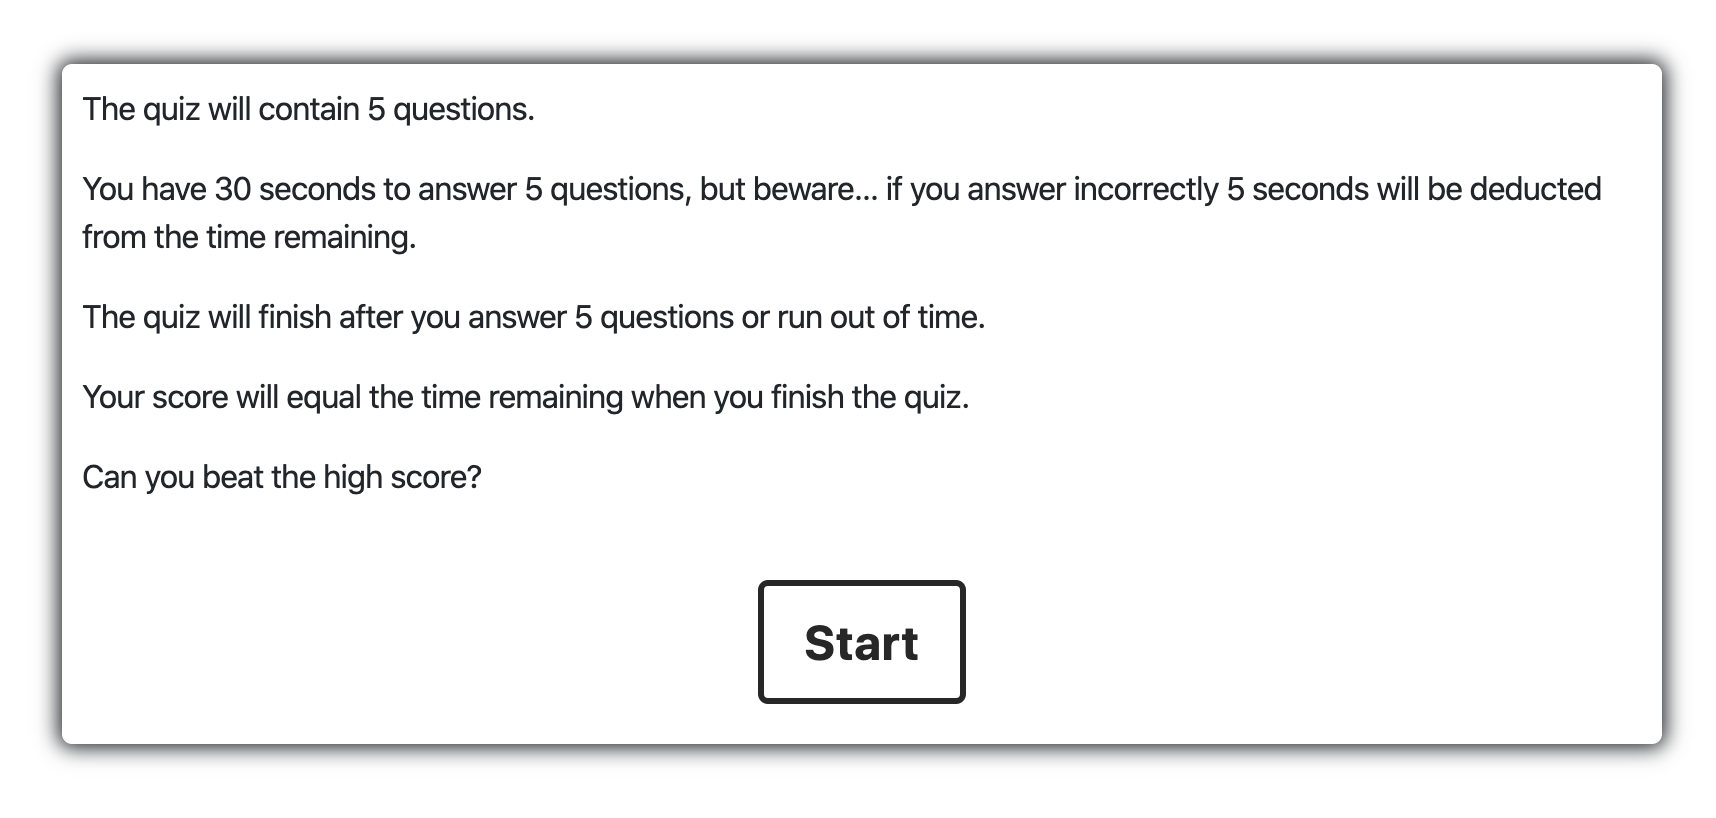 The quiz will contain 5 questions.
You have 30 seconds to answer 5 questions, but beware... if you answer incorrectly 5 seconds will be deducted
from the time remaining.
The quiz will finish after you answer 5 questions or run out of time.
Your score will equal the time remaining when you finish the quiz.
Can you beat the high score?
Start